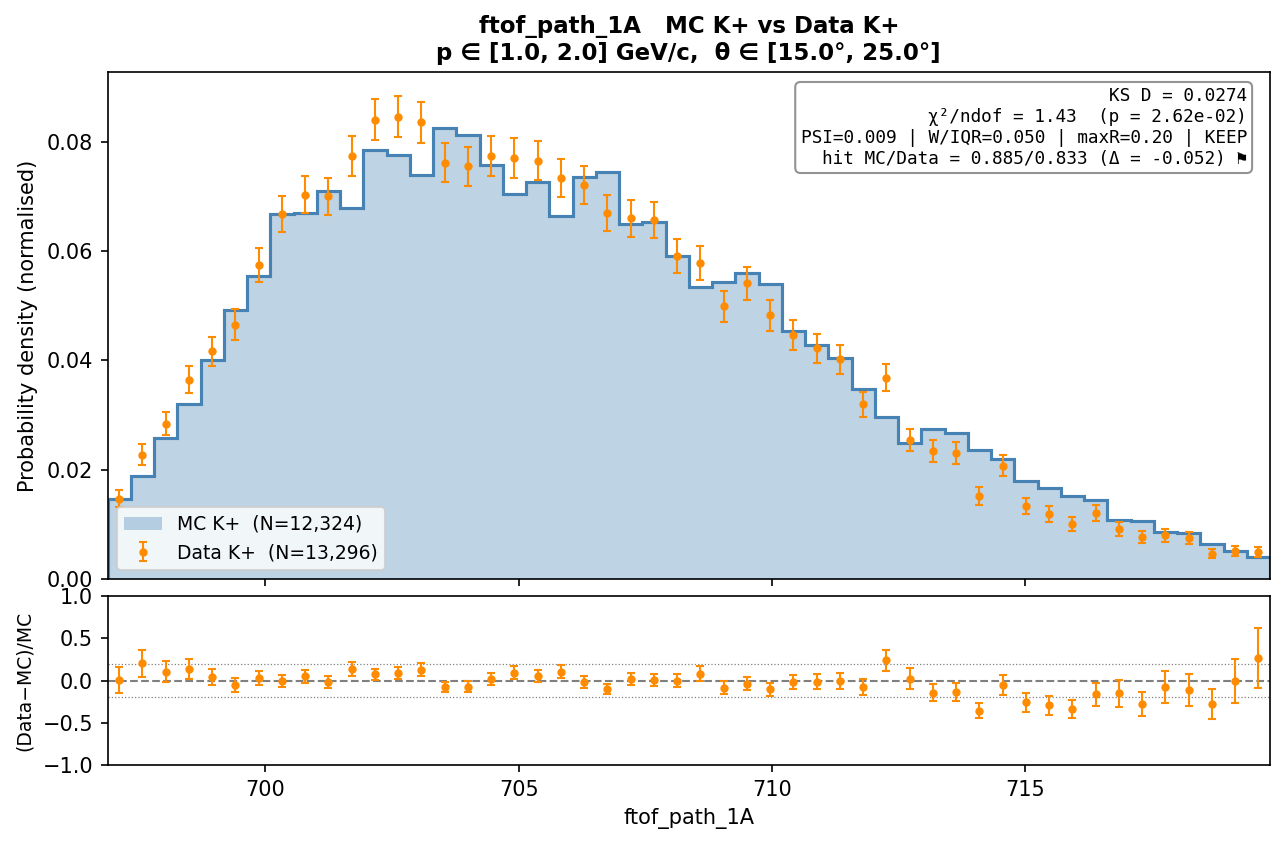 ftof_path_1A   MC K+ vs Data K+
p ∈ [1.0, 2.0] GeV/c,  θ ∈ [15.0°, 25.0°]
KS D = 0.0274
χ²/ndof = 1.43  (p = 2.62e-02)
PSI=0.009 | W/IQR=0.050 | maxR=0.20 | KEEP
hit MC/Data = 0.885/0.833 (Δ = -0.052) ⚑
Probability density (normalised)
0.08
0.06
0.04
0.02
0.00
MC K+  (N=12,324)
Data K+  (N=13,296)
(Data−MC)/MC
1.0
0.5
0.0
−0.5
−1.0
700
705
710
715
ftof_path_1A